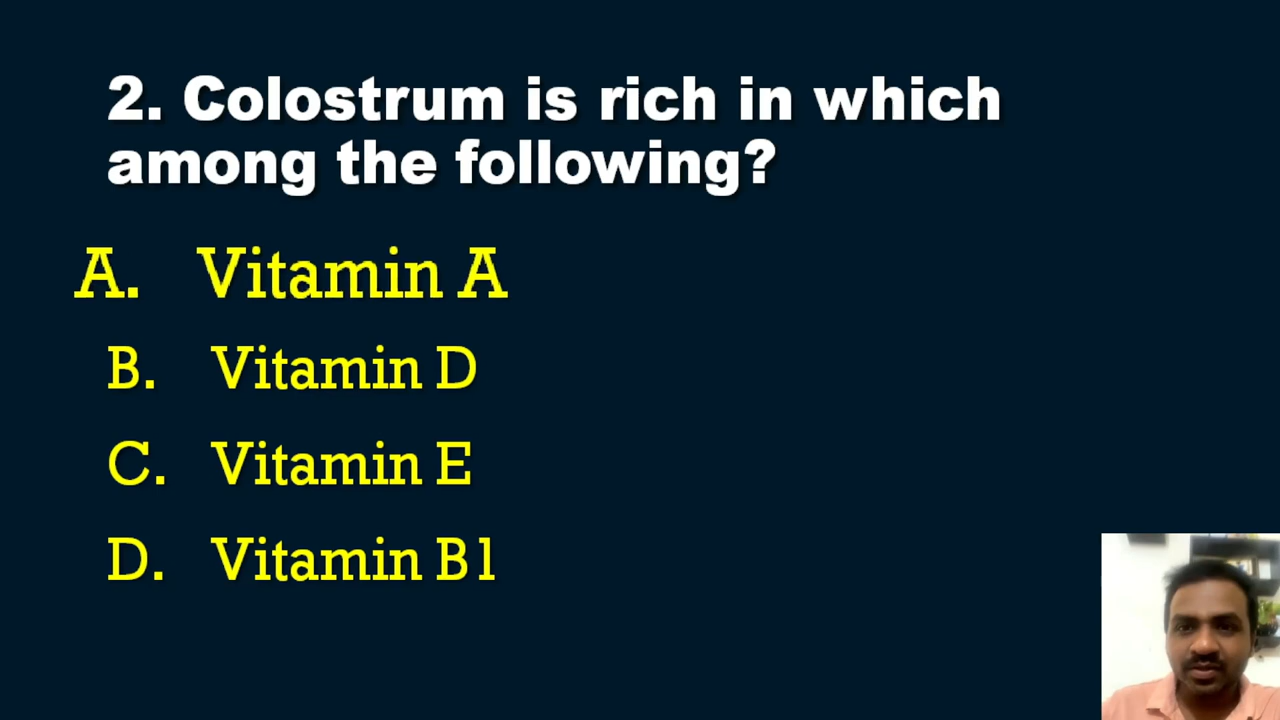 2. Colostrum is rich in which
among the following?
A. Vitamin A
B. Vitamin D
C. Vitamin E
D. Vitamin B1